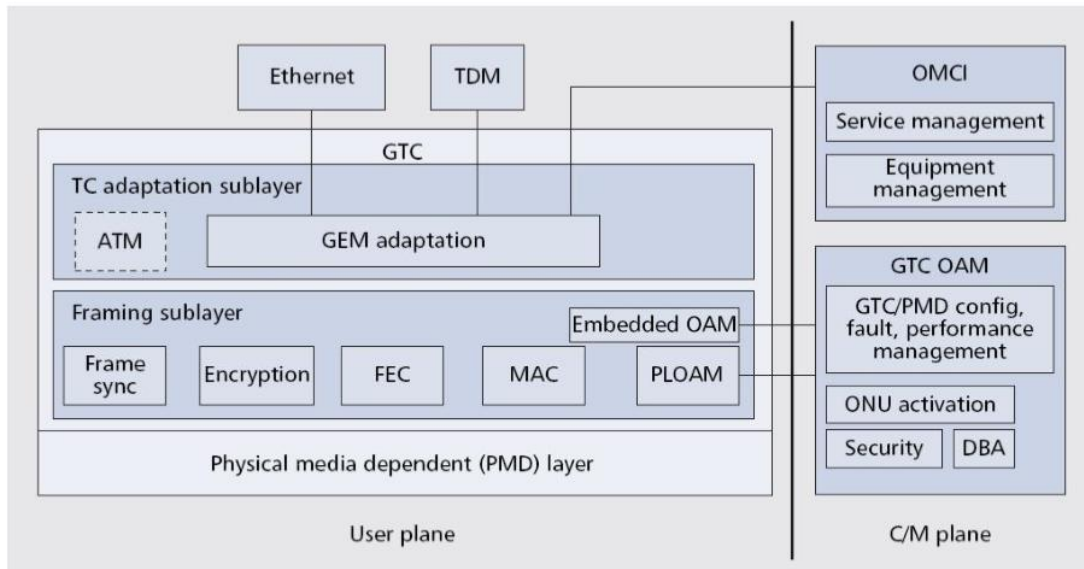 Ethernet
TDM
GTC
TC adaptation sublayer
ATM
GEM adaptation
Framing sublayer
Embedded OAM
Frame
sync
Encryption
FEC
MAC
PLOAM
Physical media dependent (PMD) layer
User plane
OMCI
Service management
Equipment
management
GTC OAM
GTC/PMD config,
fault, performance
management
ONU activation
Security
DBA
C/M plane